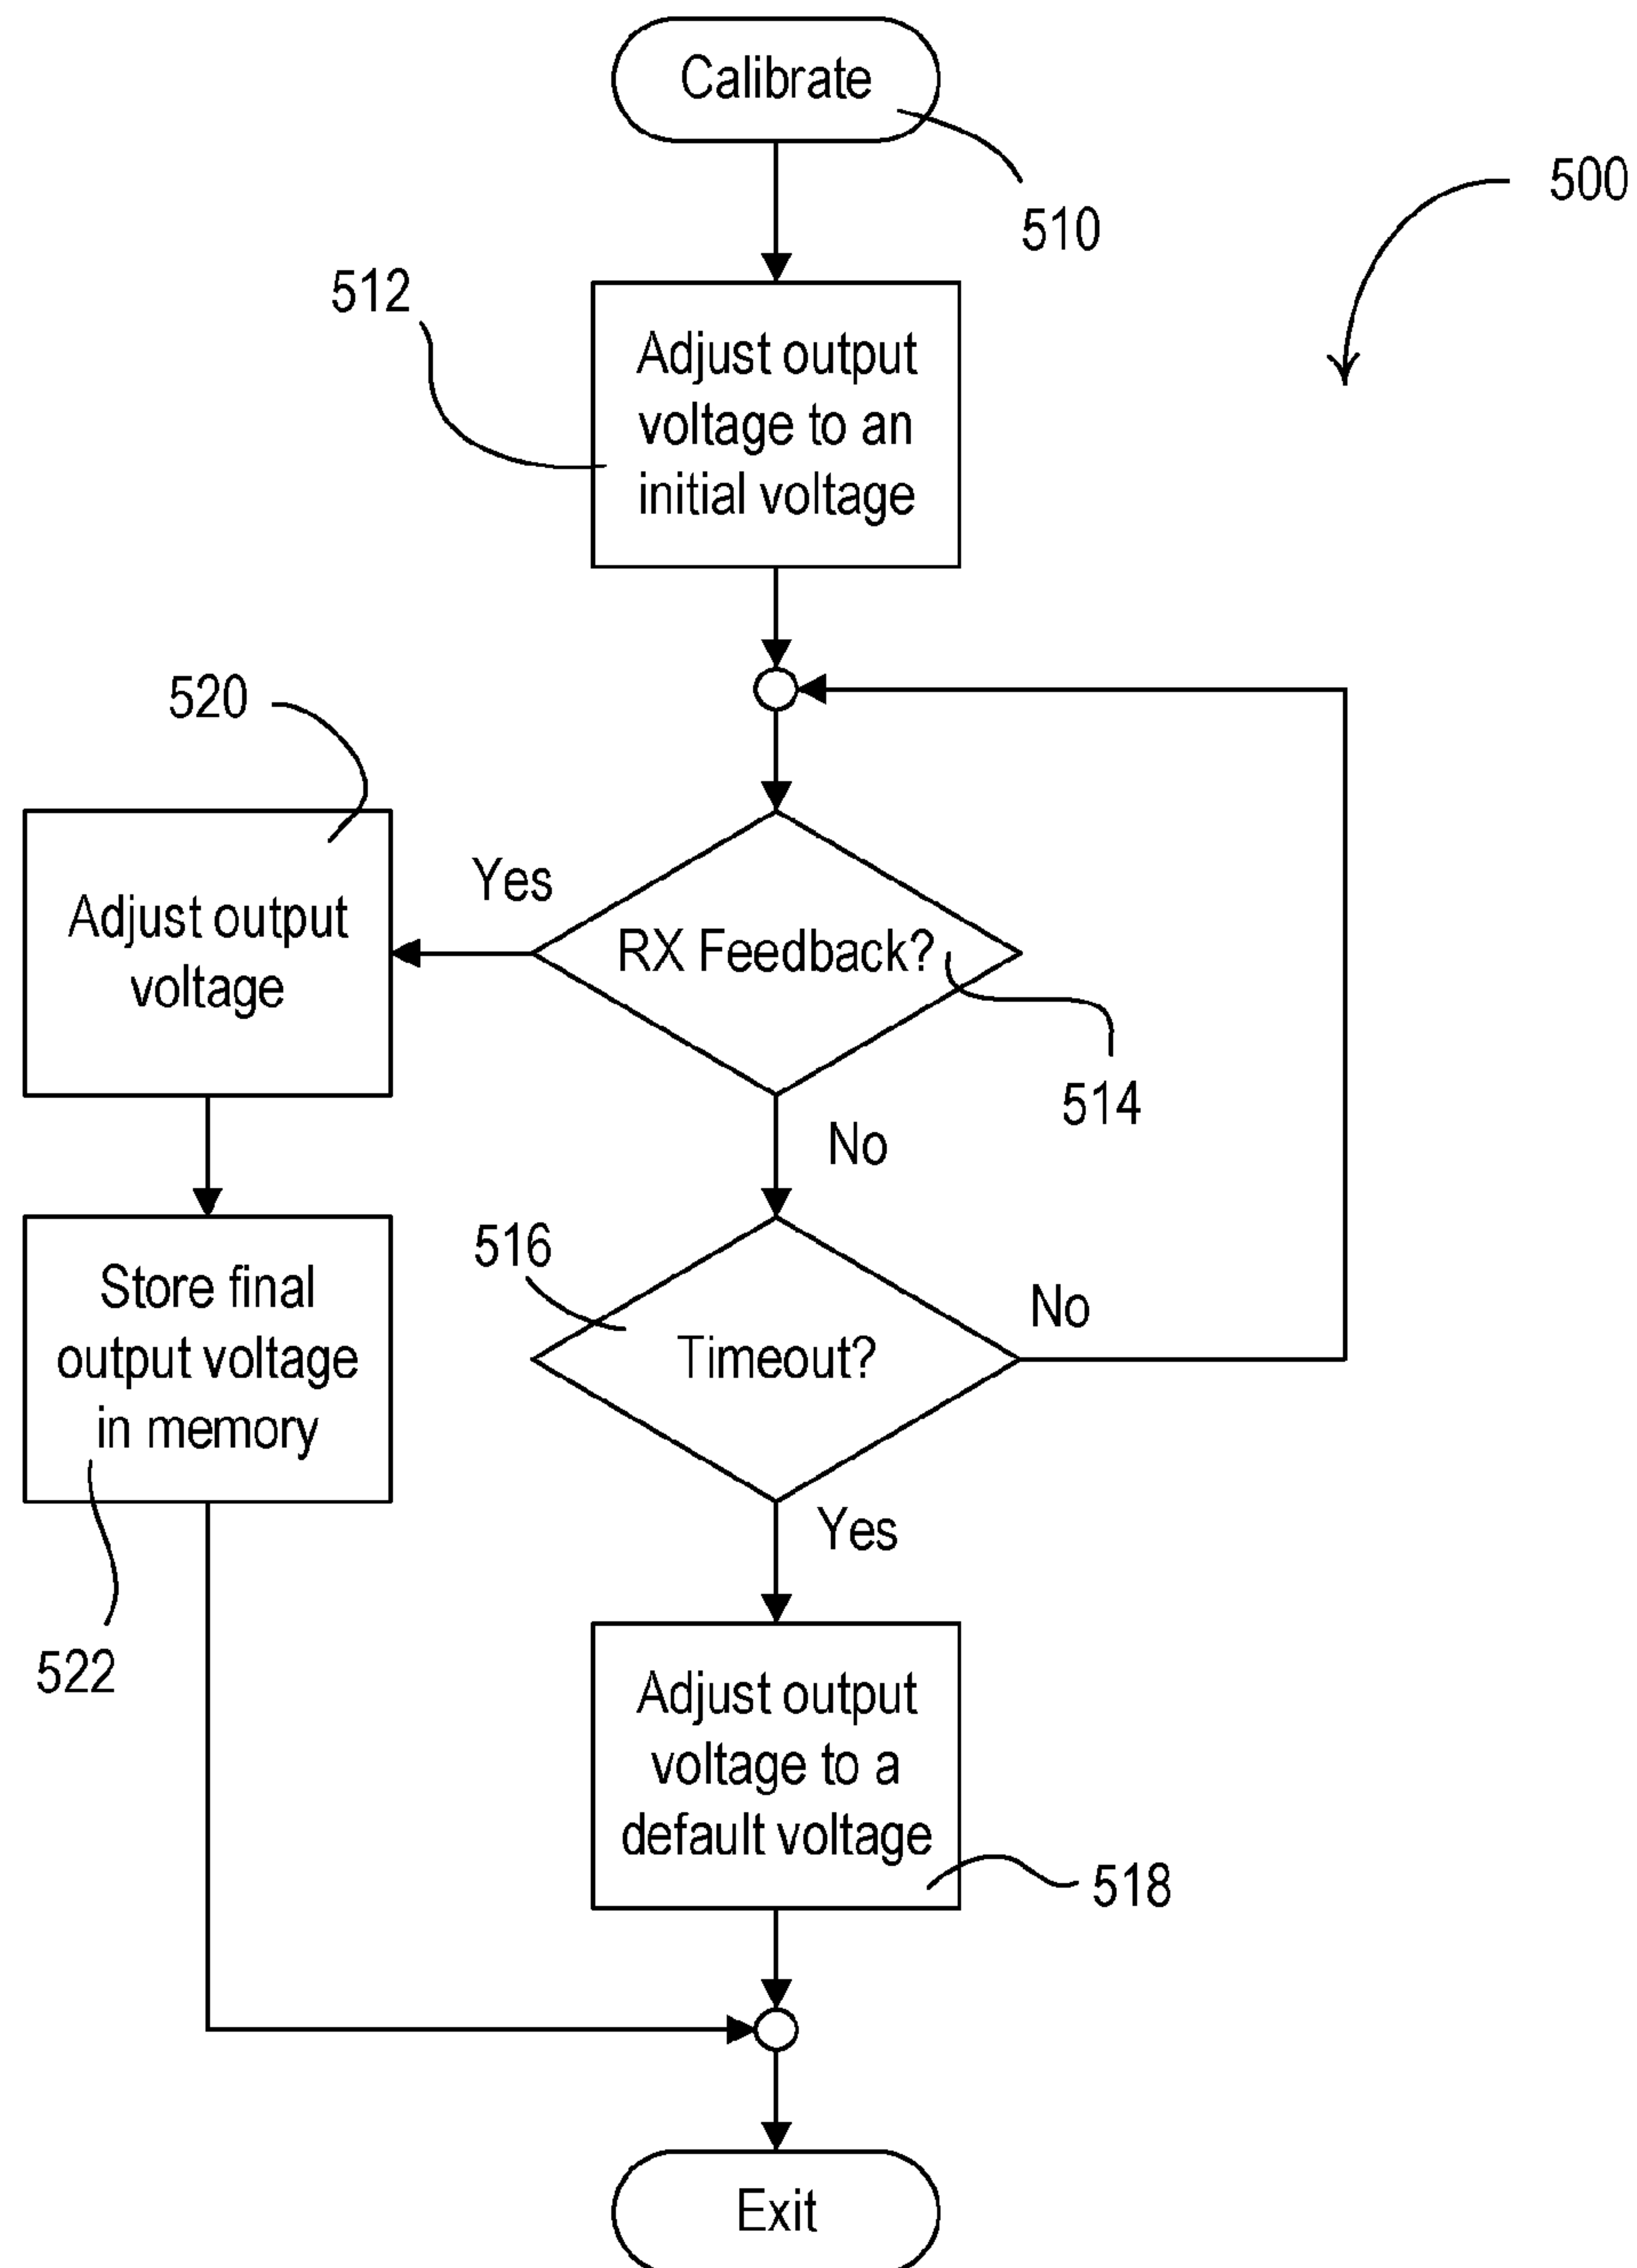 Calibrate
510
500
512
Adjust output
voltage to an
initial voltage
520
Yes
Adjust output
voltage
RX Feedback?
514
No
516
Store final
output voltage
in memory
Timeout?
No
Yes
522
Adjust output
voltage to a
default voltage
518
Exit